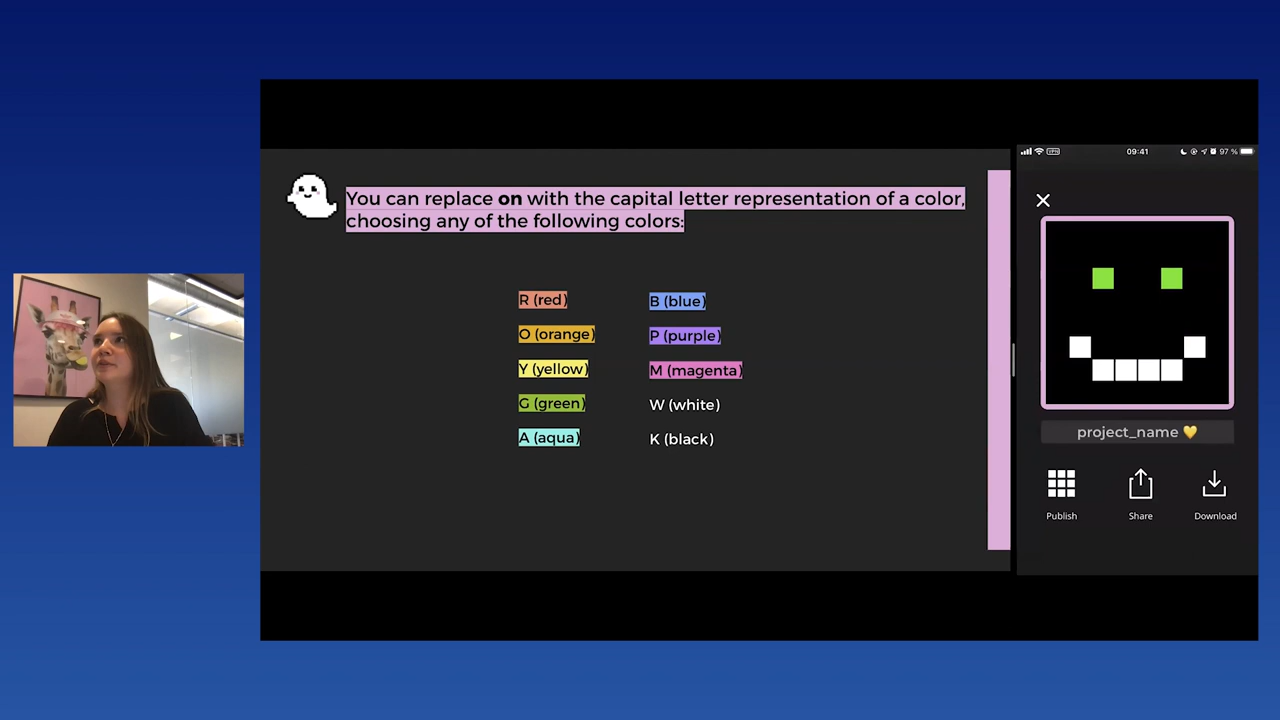 You can replace on with the capital letter representation of a color,
choosing any of the following colors:
R (red)
O (orange)
Y (yellow)
G (green)
A (aqua)
B (blue)
P (purple)
M (magenta)
W (white)
K (black)
VPN 09:41 97 %
project_name 💛
Publish
Share
Download